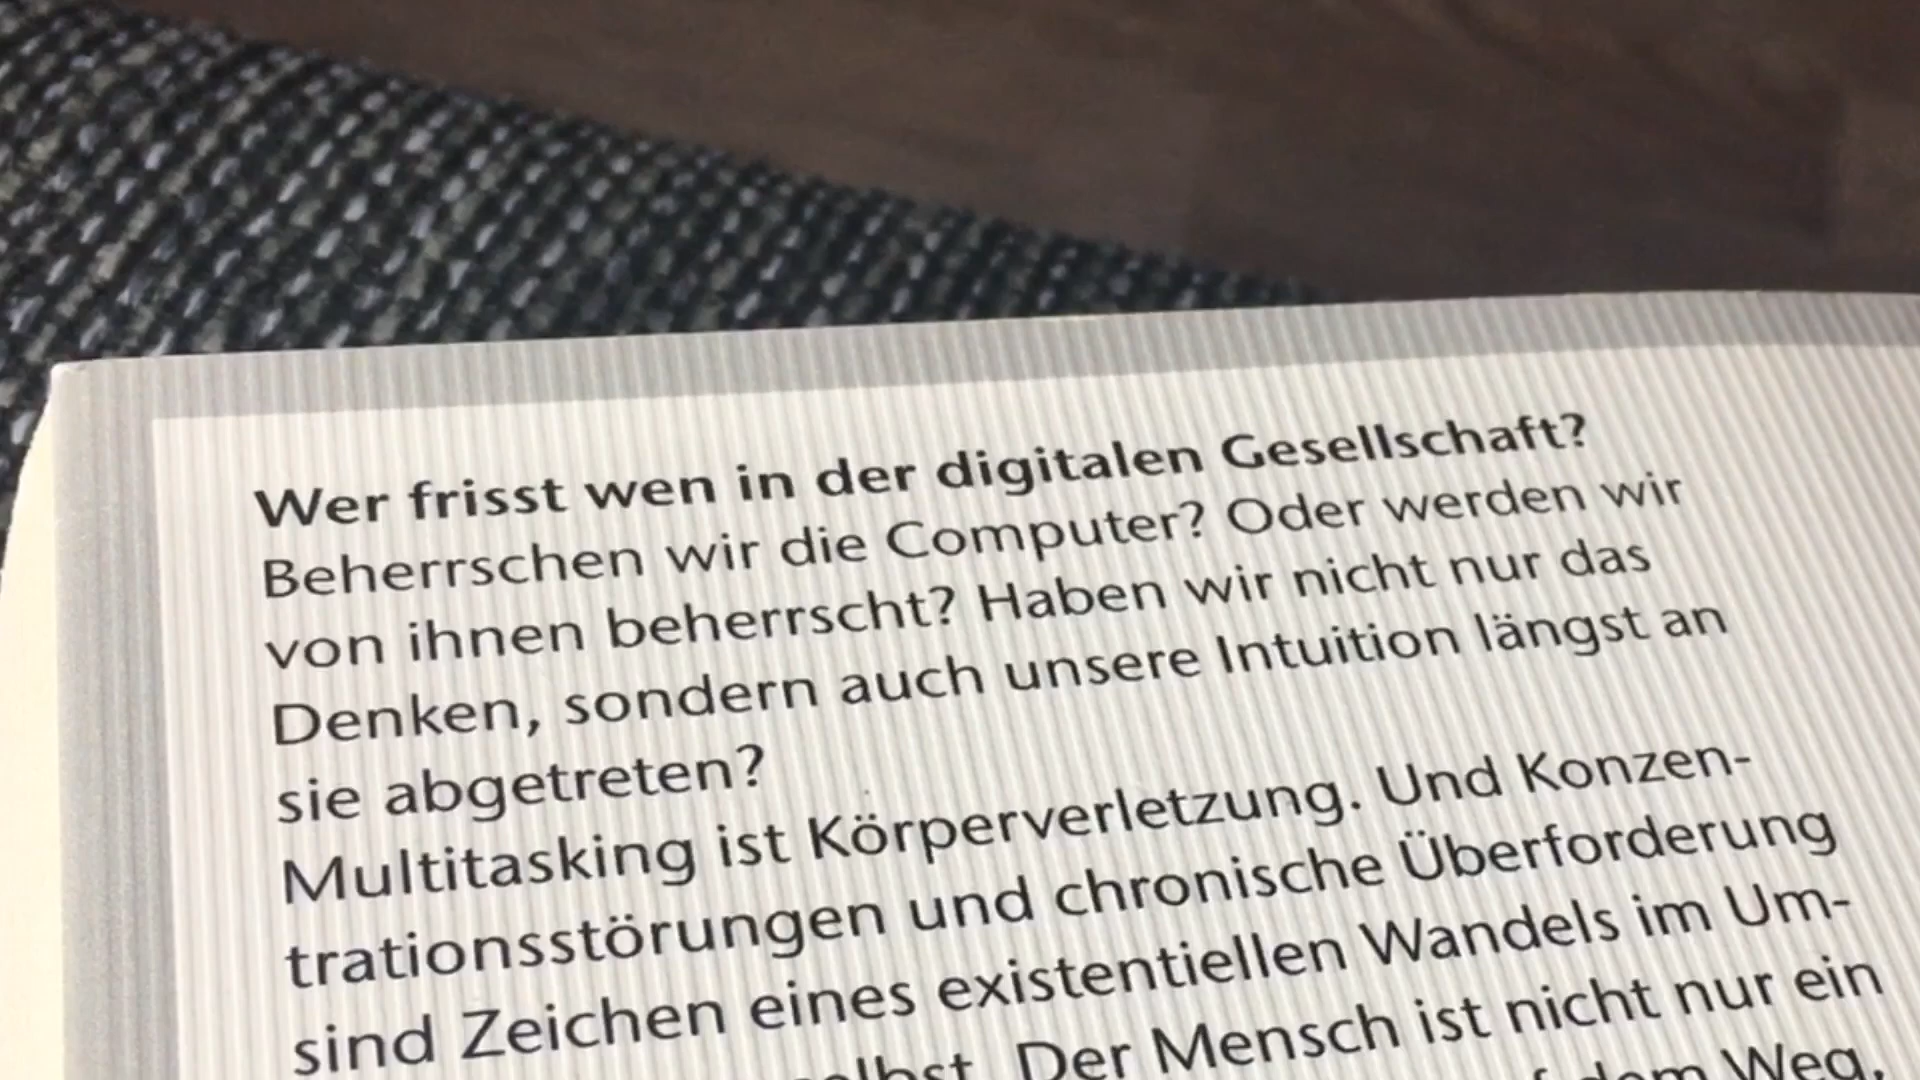 Wer frisst wen in der digitalen Gesellschaft?
Beherrschen wir die Computer? Oder werden wir
von ihnen beherrscht? Haben wir nicht nur das
Denken, sondern auch unsere Intuition längst an
sie abgetreten?
Multitasking ist Körperverletzung. Und Konzen-
trationsstörungen und chronische Überforderung
sind Zeichen eines existentiellen Wandels im Um-
Der Mensch ist nicht nur ein
dem Weg,